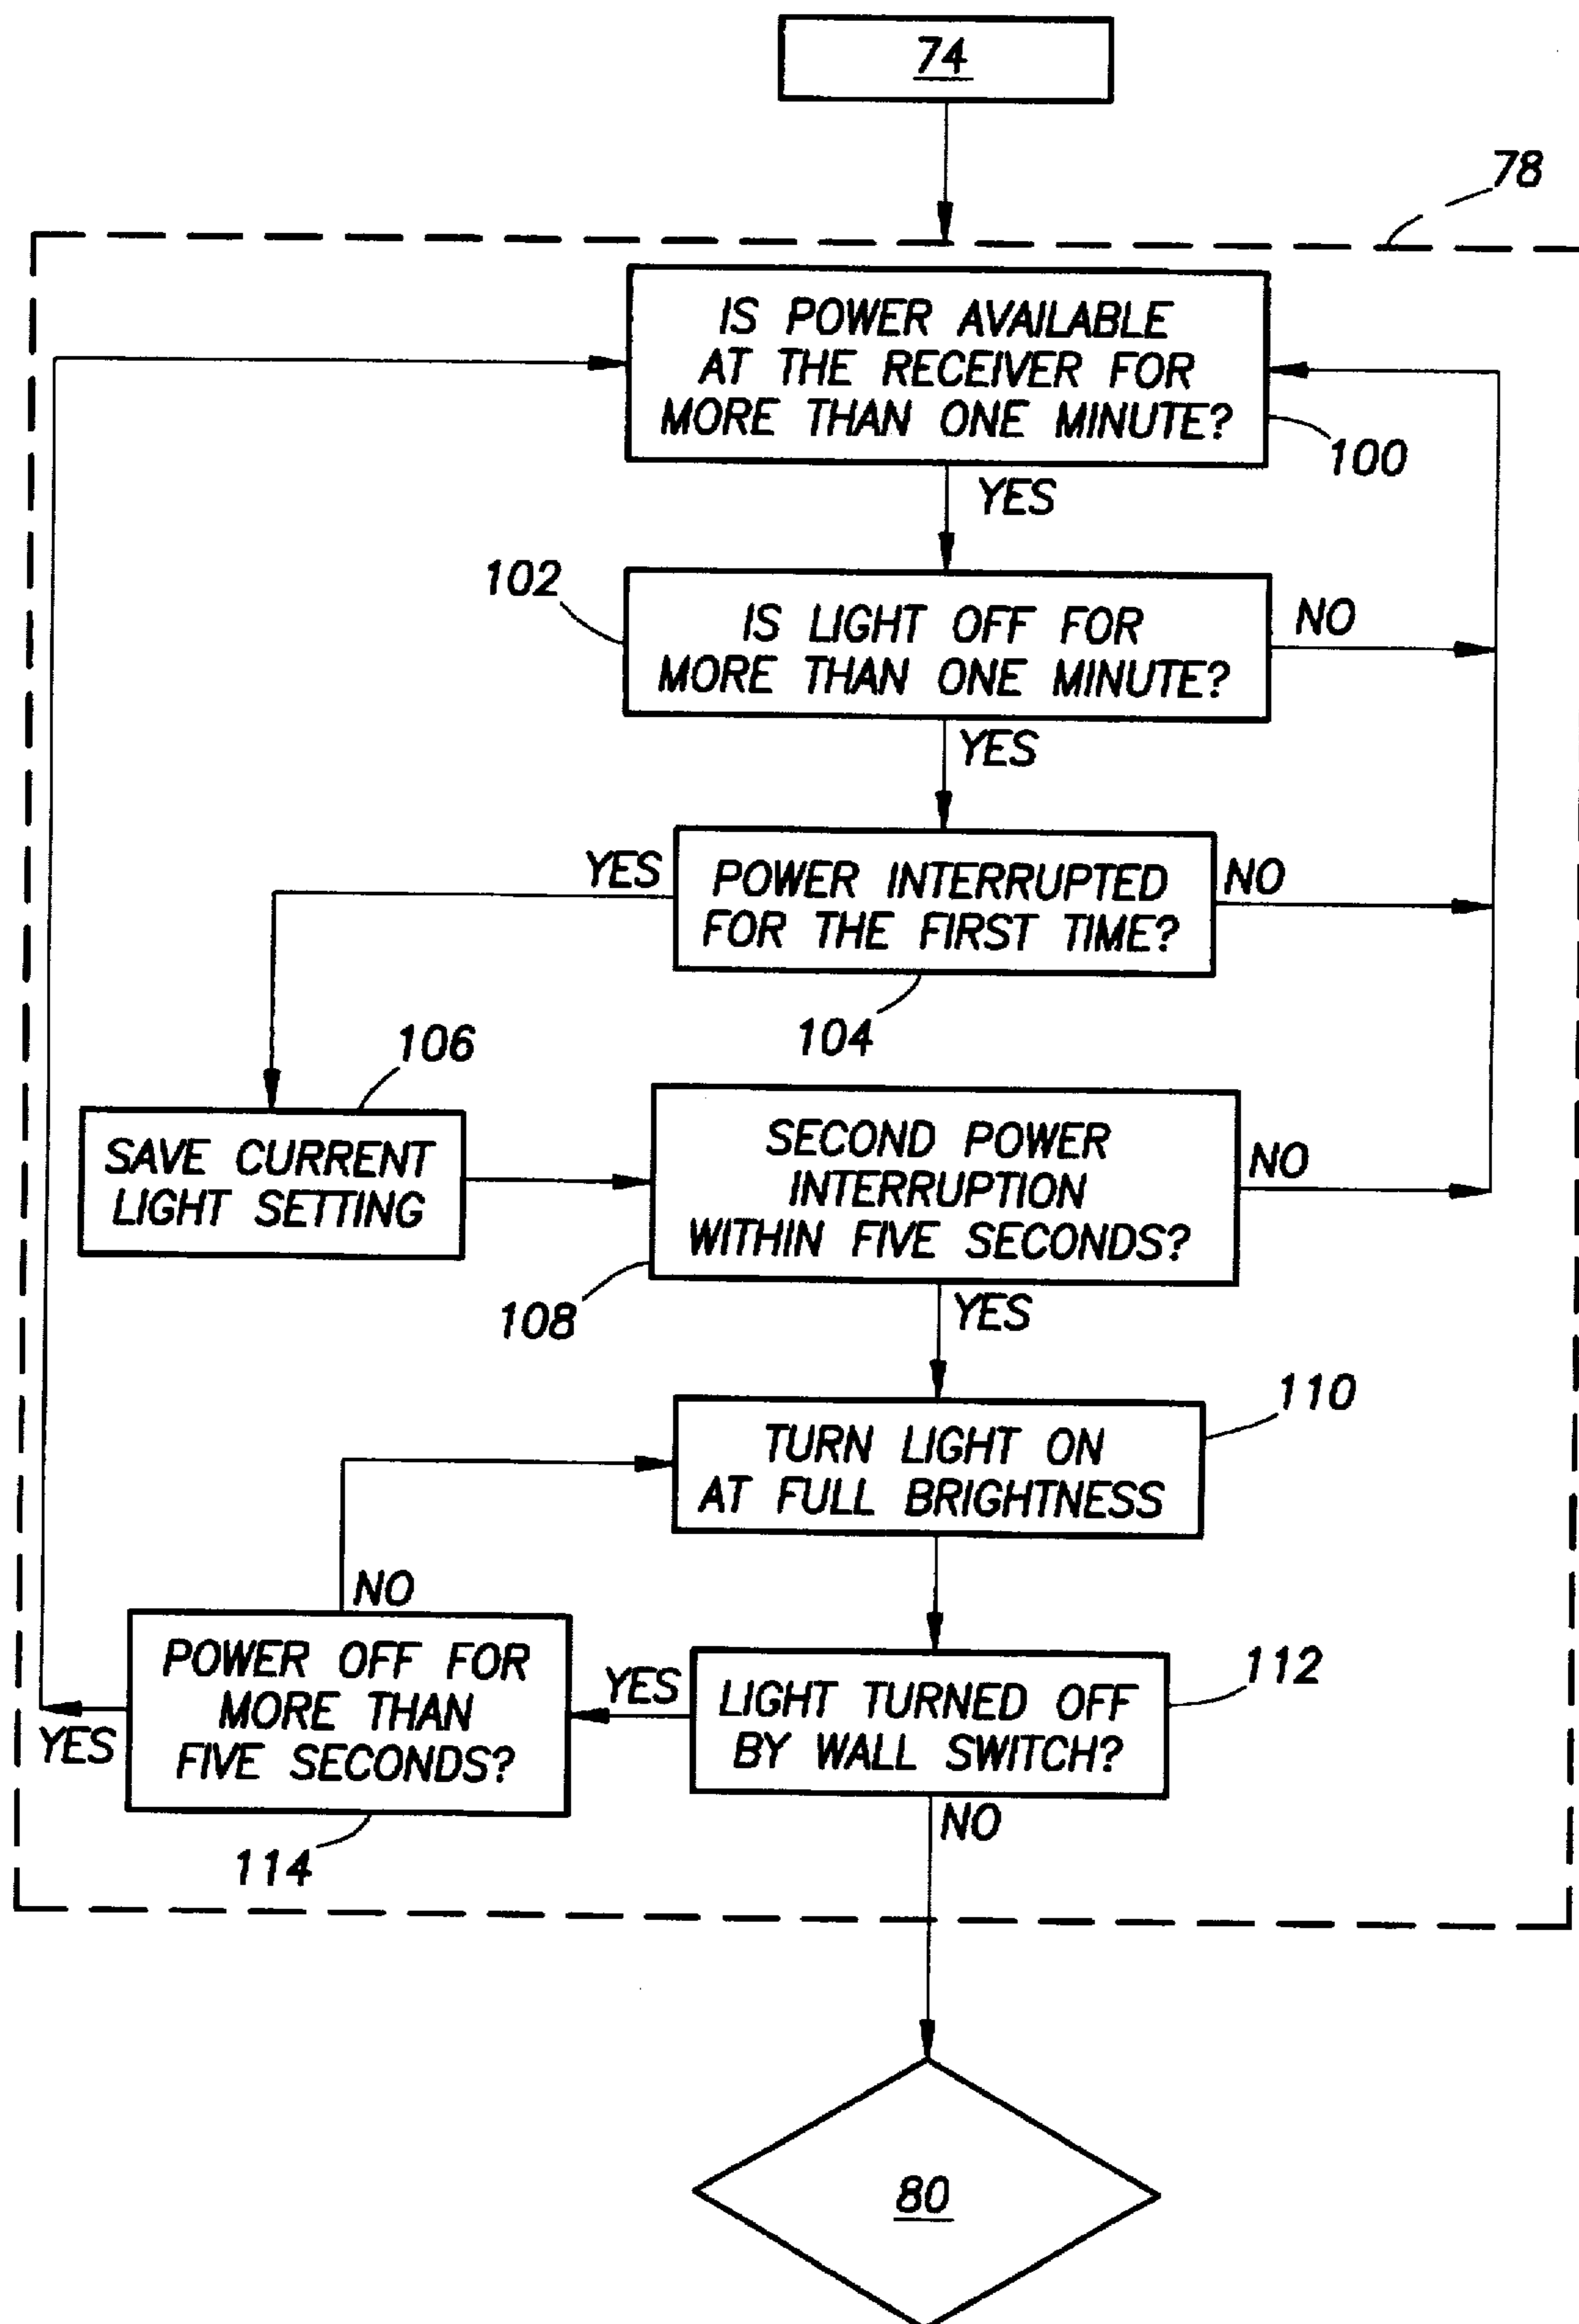 74
78
IS POWER AVAILABLE
AT THE RECEIVER FOR
MORE THAN ONE MINUTE?
100
YES
102
IS LIGHT OFF FOR
MORE THAN ONE MINUTE?
NO
YES
YES
POWER INTERRUPTED
FOR THE FIRST TIME?
NO
104
106
SAVE CURRENT
LIGHT SETTING
SECOND POWER
INTERRUPTION
WITHIN FIVE SECONDS?
NO
108
YES
110
TURN LIGHT ON
AT FULL BRIGHTNESS
NO
POWER OFF FOR
MORE THAN
FIVE SECONDS?
YES
YES
LIGHT TURNED OFF
BY WALL SWITCH?
112
114
NO
80